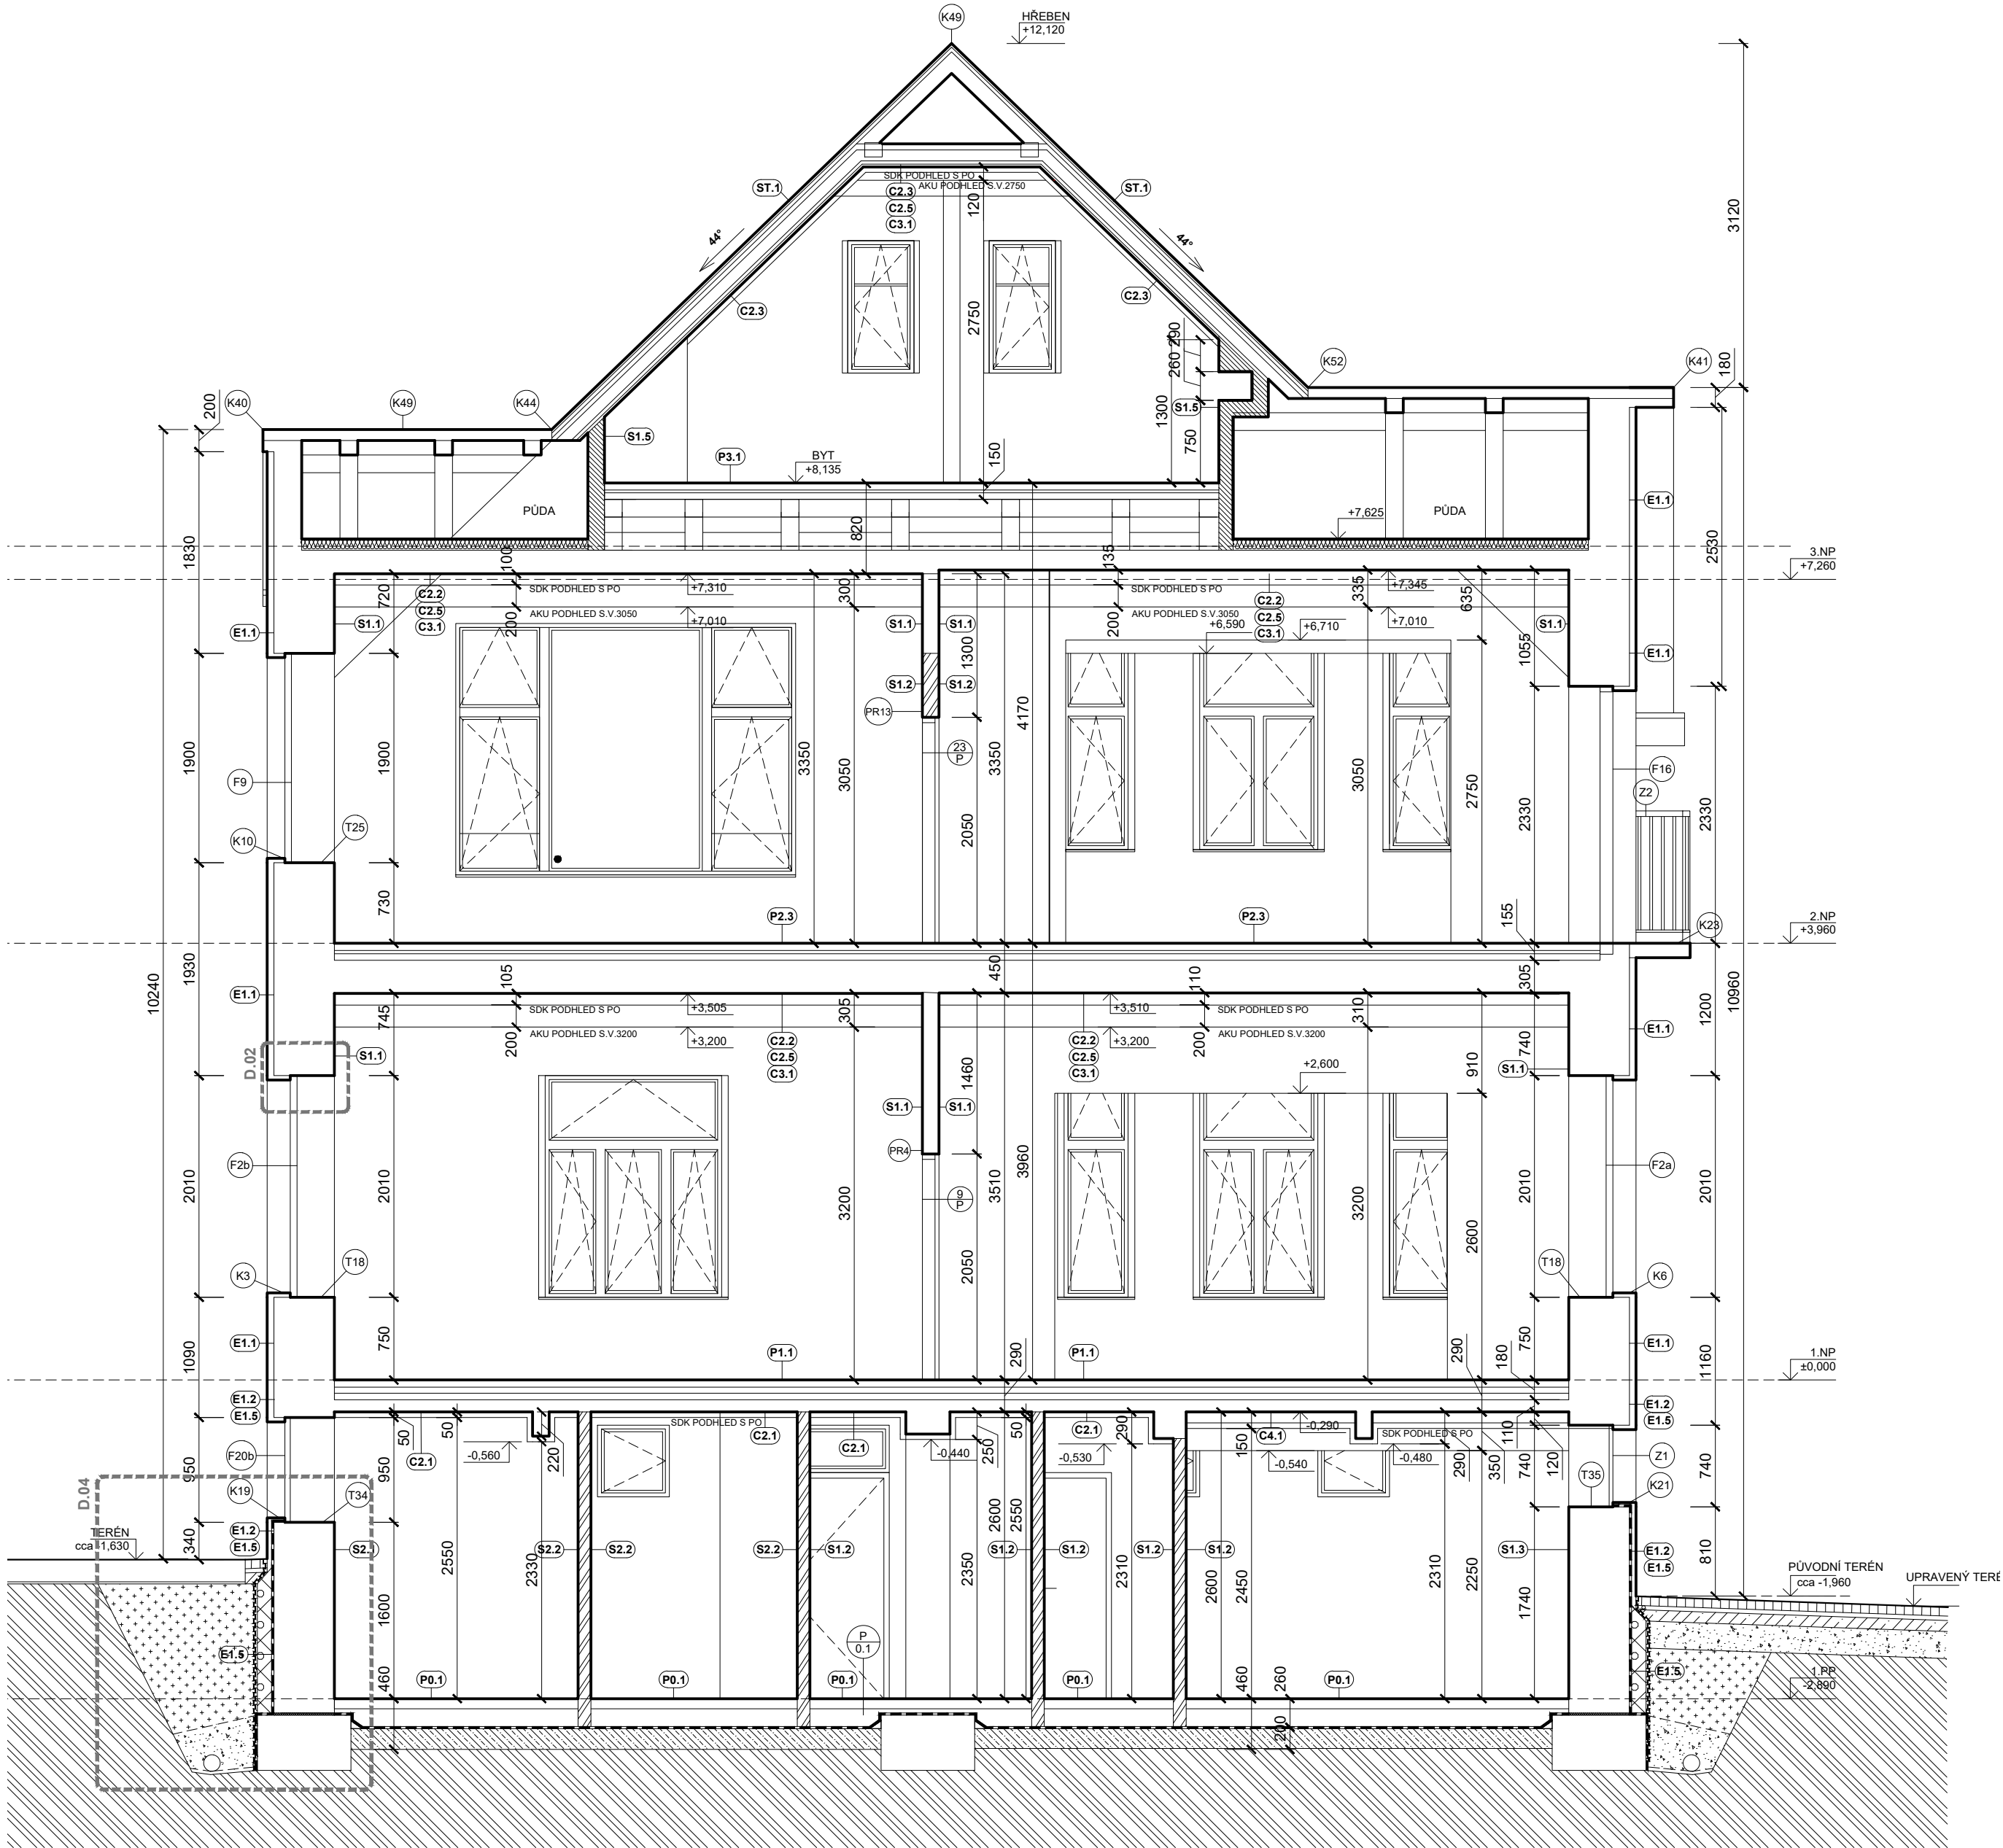 K49
HŘEBEN
+12,120
SDK PODHLED S PO
AKU PODHLED S.V.2750
C2.3
C2.5
C3.1
ST.1
ST.1
120
3120
44°
44°
C2.3
C2.3
2750
290
260
1300
S1.5
750
K52
K41
180
200
K40
K49
K44
S1.5
P3.1
BYT
+8,135
150
PŮDA
+7,625
PŮDA
E1.1
820
1830
2530
3.NP
+7,260
100
135
720
SDK PODHLED S PO
+7,310
300
SDK PODHLED S PO
335
+7,345
635
C2.2
C2.5
C3.1
AKU PODHLED S.V.3050
+7,010
200
AKU PODHLED S.V.3050
200
C2.2
C2.5
C3.1
+7,010
+6,590
+6,710
E1.1
S1.1
S1.1
S1.1
S1.1
E1.1
1300
1055
S1.2
S1.2
PR13
4170
23
P
1900
1900
3350
3050
3350
3050
2750
2330
F9
F16
Z2
2330
K10
T25
2050
730
P2.3
P2.3
155
K23
2.NP
+3,960
10240
1930
E1.1
105
450
110
305
10960
1200
745
SDK PODHLED S PO
+3,505
305
+3,510
SDK PODHLED S PO
310
E1.1
200
AKU PODHLED S.V.3200
+3,200
C2.2
C2.5
C3.1
C2.2
C2.5
C3.1
+3,200
200
AKU PODHLED S.V.3200
740
D.02
S1.1
+2,600
910
S1.1
1460
S1.1
S1.1
PR4
3960
F2b
F2a
9
P
2010
2010
3200
3510
3200
2600
2010
2010
K3
T18
2050
T18
K6
1090
E1.1
750
P1.1
290
P1.1
290
180
750
E1.1
1160
1.NP
±0,000
E1.2
E1.5
E1.2
E1.5
50
C2.1
50
-0,560
220
SDK PODHLED S PO
C2.1
C2.1
-0,440
250
50
C2.1
290
-0,530
150
C4.1
-0,290
-0,540
SDK PODHLED S PO
-0,480
290
350
110
120
740
F20b
950
950
Z1
740
T35
K21
D.04
K19
T34
TERÉN
340
E1.2
E1.5
S2.2
S2.2
S2.2
S1.2
S1.2
S1.2
S1.2
S1.2
S1.3
E1.2
E1.5
810
2550
2330
2600
2550
2350
2310
2600
2450
2310
2250
1740
PŮVODNÍ TERÉN
cca -1,960
1600
P
0.1
E1.5
E1.5
1.PP
-2,890
460
P0.1
P0.1
P0.1
P0.1
460
260
P0.1
200